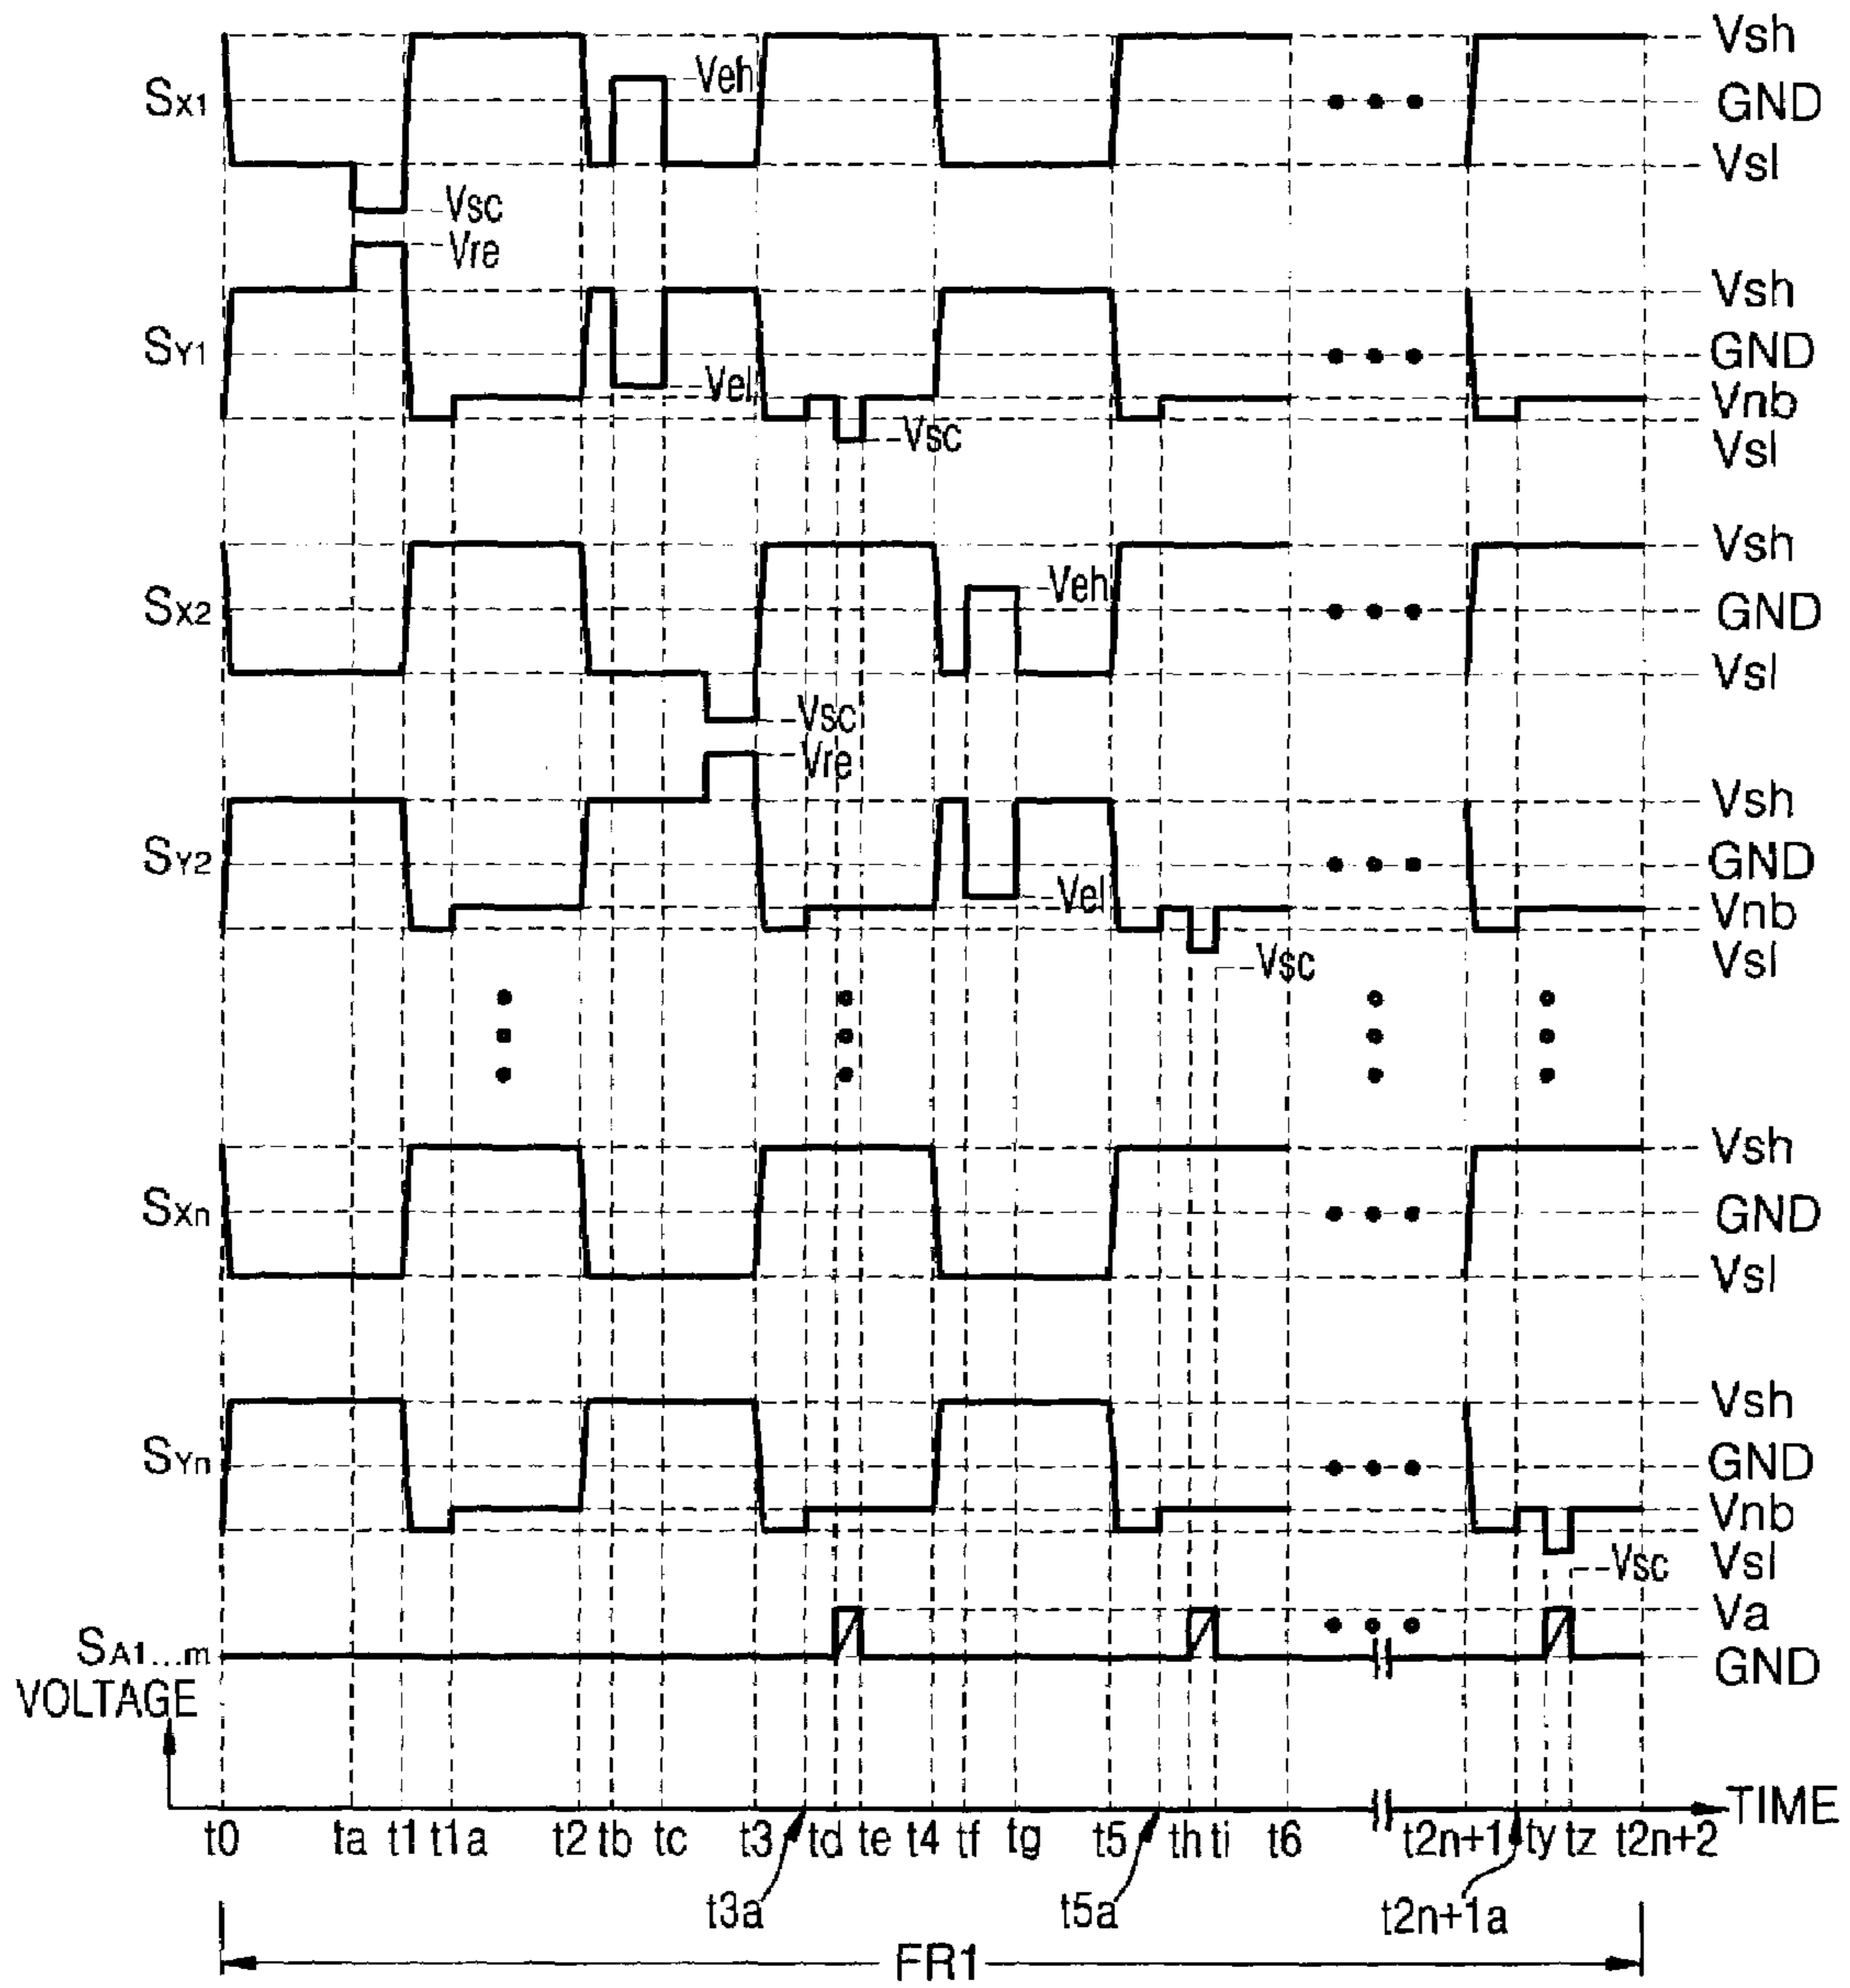 Vsh
Veh
SX1
GND
Vsl
Vsc
Vre
Vsh
SY1
GND
Vel
Vnb
Vsc
Vsl
Vsh
Veh
SX2
GND
Vsl
Vsc
Vre
Vsh
SY2
GND
Vel
Vnb
Vsc
Vsl
Vsh
SXn
GND
Vsl
Vsh
SYn
GND
Vnb
Vsl
Vsc
Va
SA1...m
GND
VOLTAGE
TIME
t0 ta t1 t1a t2 tb tc t3 td te t4 tf tg t5 th ti t6 t2n+1 ty tz t2n+2
t3a t5a t2n+1a
FR1